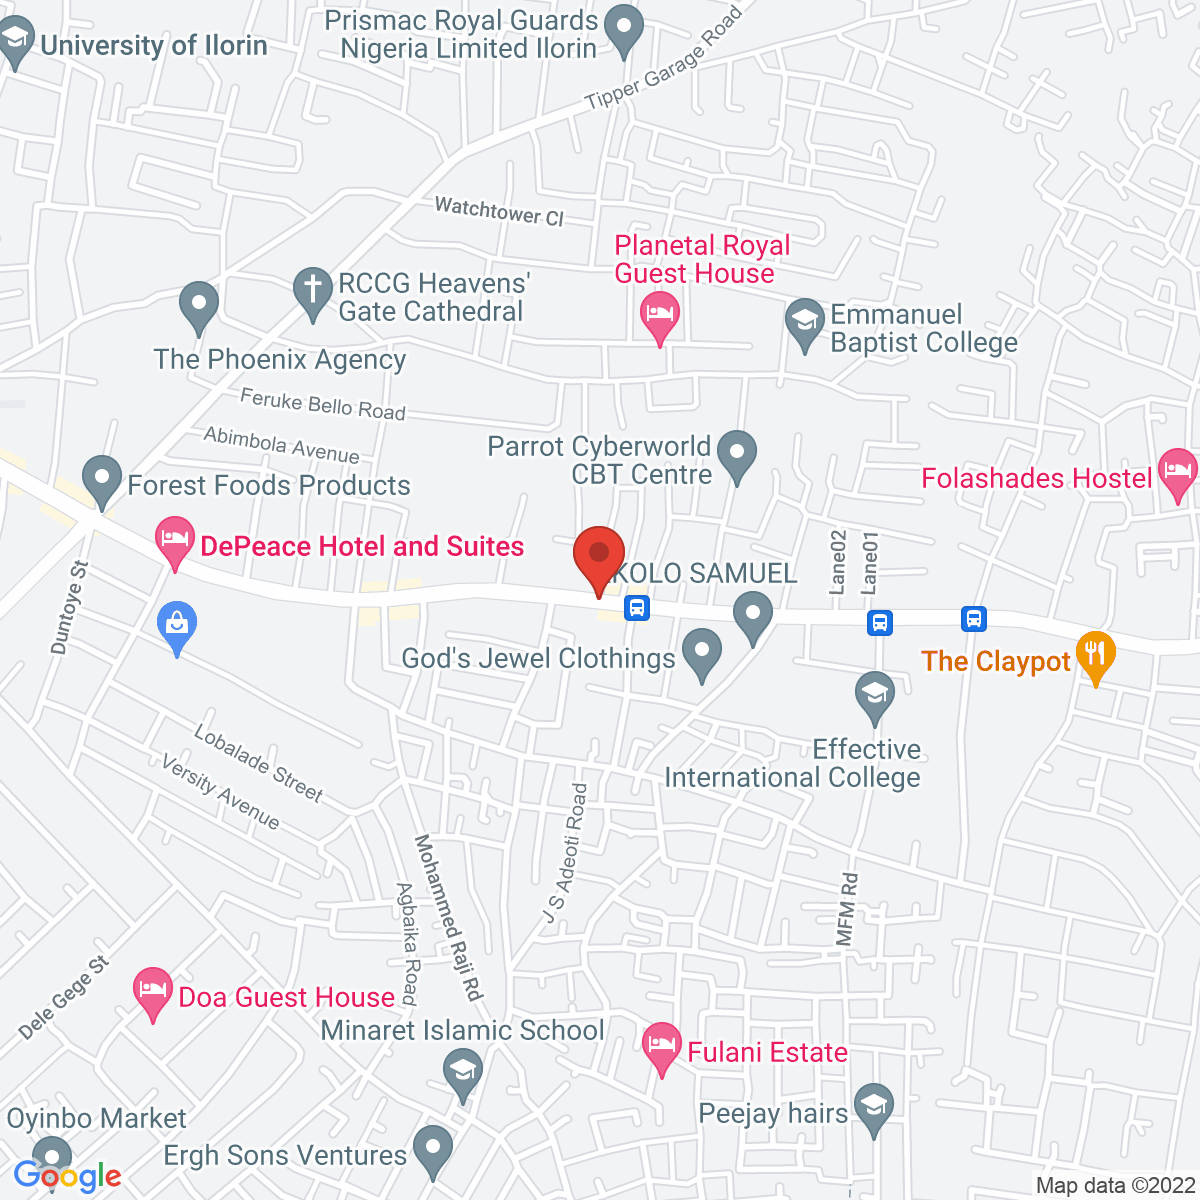 Prismac Royal Guards
Nigeria Limited Ilorin
University of Ilorin
Tipper Garage Road
Watchtower Cl
Planetal Royal
Guest House
RCCG Heavens'
Gate Cathedral
Emmanuel
Baptist College
The Phoenix Agency
Feruke Bello Road
Abimbola Avenue
Parrot Cyberworld
CBT Centre
Folashades Hostel
Forest Foods Products
DePeace Hotel and Suites
KOLO SAMUEL
Lane02
Lane01
Duntoye St
God's Jewel Clothings
The Claypot
Effective
International College
Lobalade Street
Versity Avenue
J S Adeoti Road
Mohammed Raji Rd
Agbaika Road
MFM Rd
Dele Gege St
Doa Guest House
Minaret Islamic School
Fulani Estate
Peejay hairs
Oyinbo Market
Ergh Sons Ventures
Google
Map data ©2022